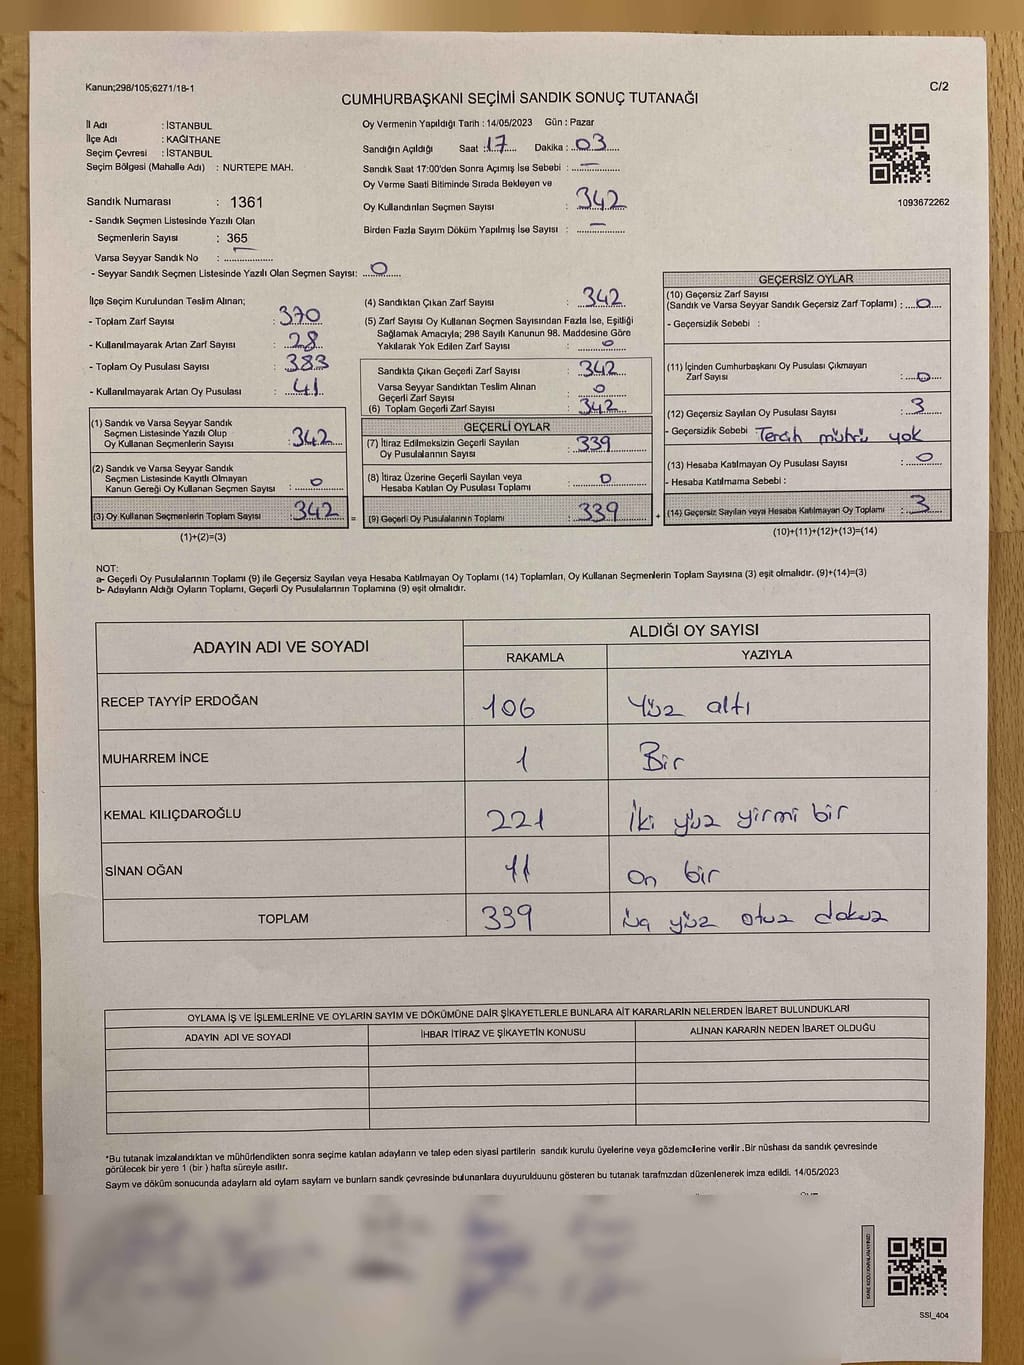 Kanun;298/105;6271/18-1
C/2
CUMHURBAŞKANI SEÇİMİ SANDIK SONUÇ TUTANAĞI
İl Adı : İSTANBUL
İlçe Adı : KAĞITHANE
Seçim Çevresi : İSTANBUL
Seçim Bölgesi (Mahalle Adı) : NURTEPE MAH.
Oy Vermenin Yapıldığı Tarih : 14/05/2023 Gün : Pazar
Sandığın Açıldığı Saat : 17 Dakika : 03
Sandık Saat 17:00'den Sonra Açımış İse Sebebi : —
Oy Verme Saati Bitiminde Sırada Bekleyen ve
Oy Kullandırılan Seçmen Sayısı : 342
Birden Fazla Sayım Döküm Yapılmış İse Sayısı : —
1093672262
Sandık Numarası : 1361
- Sandık Seçmen Listesinde Yazılı Olan
Seçmenlerin Sayısı : 365
Varsa Seyyar Sandık No : —
- Seyyar Sandık Seçmen Listesinde Yazılı Olan Seçmen Sayısı: 0
İlçe Seçim Kurulundan Teslim Alınan;
- Toplam Zarf Sayısı : 370
- Kullanılmayarak Artan Zarf Sayısı : 28
- Toplam Oy Pusulası Sayısı : 383
- Kullanılmayarak Artan Oy Pusulası : 41
(1) Sandık ve Varsa Seyyar Sandık
Seçmen Listesinde Yazılı Olup
Oy Kullanan Seçmenlerin Sayısı : 342
(2) Sandık ve Varsa Seyyar Sandık
Seçmen Listesinde Kayıtlı Olmayan
Kanun Gereği Oy Kullanan Seçmen Sayısı : 0
(3) Oy Kullanan Seçmenlerin Toplam Sayısı : 342 =
(1)+(2)=(3)
(4) Sandıktan Çıkan Zarf Sayısı : 342
(5) Zarf Sayısı Oy Kullanan Seçmen Sayısından Fazla İse, Eşitliği
Sağlamak Amacıyla; 298 Sayılı Kanunun 98. Maddesine Göre
Yakılarak Yok Edilen Zarf Sayısı : 0
Sandıkta Çıkan Geçerli Zarf Sayısı : 342
Varsa Seyyar Sandıktan Teslim Alınan
Geçerli Zarf Sayısı : 0
(6) Toplam Geçerli Zarf Sayısı : 342
GEÇERLİ OYLAR
(7) İtiraz Edilmeksizin Geçerli Sayılan
Oy Pusulasının Sayısı : 339
(8) İtiraz Üzerine Geçerli Sayılan veya
Hesaba Katılan Oy Pusulası Toplamı : 0
(9) Geçerli Oy Pusulalarının Toplamı : 339 +
GEÇERSİZ OYLAR
(10) Geçersiz Zarf Sayısı
(Sandık ve Varsa Seyyar Sandık Geçersiz Zarf Toplamı) : 0
- Geçersizlik Sebebi :
(11) İçinden Cumhurbaşkanı Oy Pusulası Çıkmayan
Zarf Sayısı : 0
(12) Geçersiz Sayılan Oy Pusulası Sayısı : 3
- Geçersizlik Sebebi Tercih mührü yok
(13) Hesaba Katılmayan Oy Pusulası Sayısı : 0
- Hesaba Katılmama Sebebi :
(14) Geçersiz Sayılan veya Hesaba Katılmayan Oy Toplamı : 3
(10)+(11)+(12)+(13)=(14)
NOT:
a- Geçerli Oy Pusulalarının Toplamı (9) ile Geçersiz Sayılan veya Hesaba Katılmayan Oy Toplamı (14) Toplamları, Oy Kullanan Seçmenlerin Toplam Sayısına (3) eşit olmalıdır. (9)+(14)=(3)
b- Adayların Aldığı Oyların Toplamı, Geçerli Oy Pusulalarının Toplamına (9) eşit olmalıdır.
ADAYIN ADI VE SOYADI ALDIĞI OY SAYISI
RAKAMLA YAZIYLA
RECEP TAYYİP ERDOĞAN 106 Yüz altı
MUHARREM İNCE 1 Bir
KEMAL KILIÇDAROĞLU 221 İki yüz yirmi bir
SİNAN OĞAN 11 On bir
TOPLAM 339 üç yüz otuz dokuz
OYLAMA İŞ VE İŞLEMLERİNE VE OYLARIN SAYIM VE DÖKÜMÜNE DAİR ŞİKAYETLERLE BUNLARA AİT KARARLARIN NELERDEN İBARET BULUNDUKLARI
ADAYIN ADI VE SOYADI İHBAR İTİRAZ VE ŞİKAYETİN KONUSU ALINAN KARARIN NEDEN İBARET OLDUĞU
*Bu tutanak imzalandıktan ve mühürlendikten sonra seçime katılan adayların ve talep eden siyasi partilerin sandık kurulu üyelerine veya gözlemcilerine verilir .Bir nüshası da sandık çevresinde
görülecek bir yere 1 (bir ) hafta süreyle asılır.
Sayım ve döküm sonucunda adayların ald oylam saylam ve bunlarn sandk çevresinde bulunanlara duyurulduunu gösteren bu tutanak tarafmzdan düzenlenerek imza edildi. 14/05/2023
SSI_404